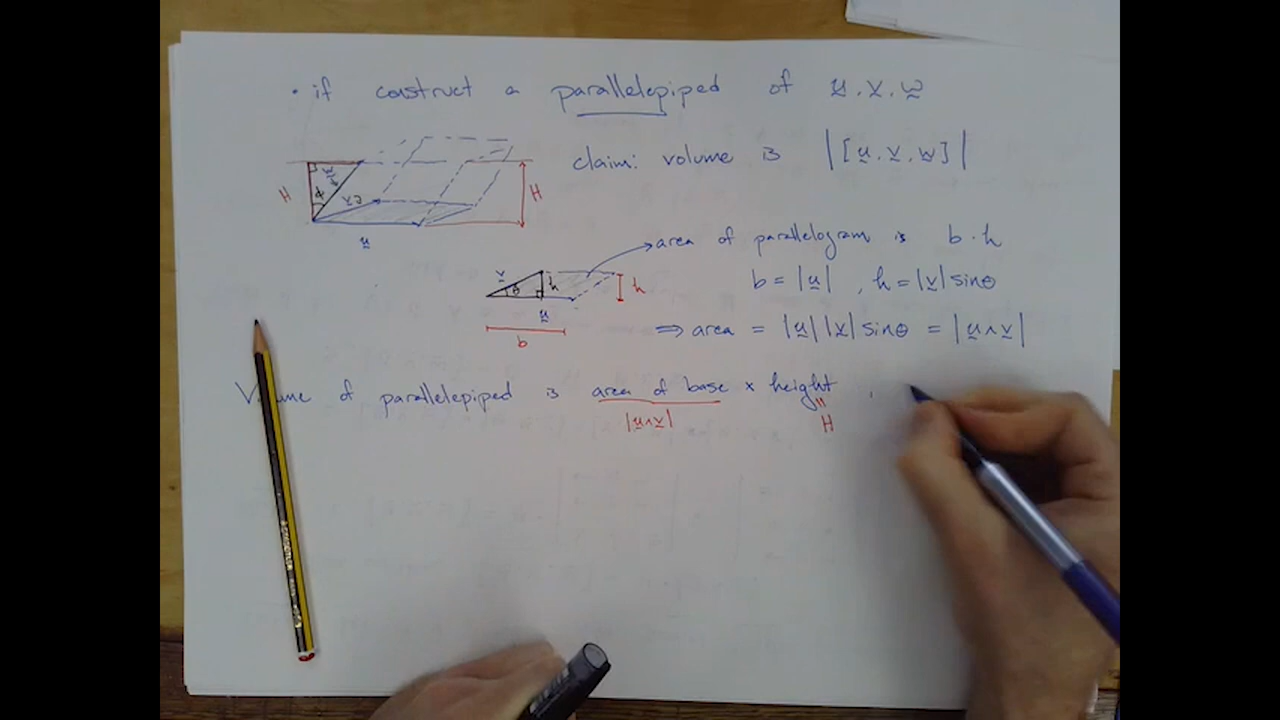 • if construct a parallelepiped of u, v, w
claim: volume is |[u, v, w]|
H
φ
v
H
u
area of parallelogram is b·h
v
θ
h
h
b = |u| , h = |v| sinθ
u
⇒ area = |u| |v| sinθ = |u∧v|
b
of parallelepiped is area of base × height ,
|u∧v|
=
H